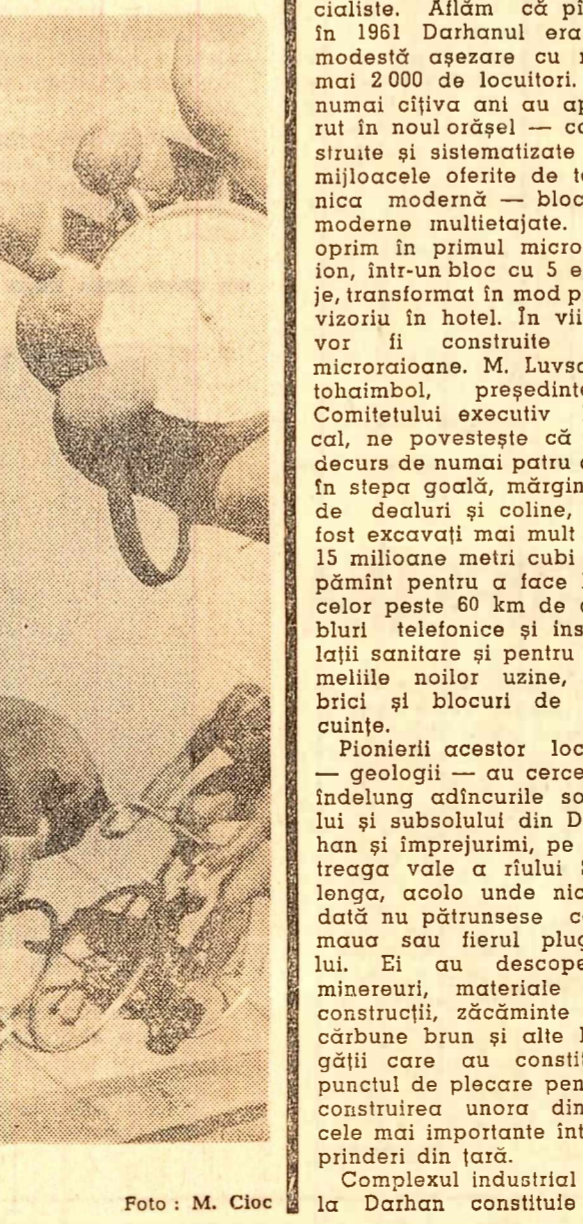 cialiste. Aflăm că pî
în 1961 Darhanul era
modestă așezare cu
mai 2 000 de locuitori.
numai cîțiva ani au ap
rut în noul orășel — co
struite și sistematizate
mijloacele oferite de te
nica modernă — bloc
moderne multietajate.
oprim în primul micro
ion, într-un bloc cu 5 e
je, transformat în mod p
vizoriu în hotel. În vii
vor fi construite
microraioane. M. Luvsa
tohaimbol, președinte
Comitetului executiv
cal, ne povestește că
decurs de numai patru
în stepa goală, mărgin
de dealuri și coline,
fost excavați mai mult
15 milioane metri cubi
pămînt pentru a face
celor peste 60 km de
bluri telefonice și ins
lații sanitare și pentru
meliile noilor uzine,
brici și blocuri de
cuințe.
Pionierii acestor loc
— geologii — au cerce
îndelung adîncurile so
lui și subsolului din D
han și împrejurimi, pe
treaga vale a rîului
lenga, acolo unde nic
dată nu pătrunsese c
maua sau fierul plug
lui. Ei au descope
minereuri, materiale
construcții, zăcăminte
cărbune brun și alte
gății care au consti
punctul de plecare pen
construirea unora din
cele mai importante înt
prinderi din țară.
Complexul industrial
la Darhan constituie
Foto : M. Cioc